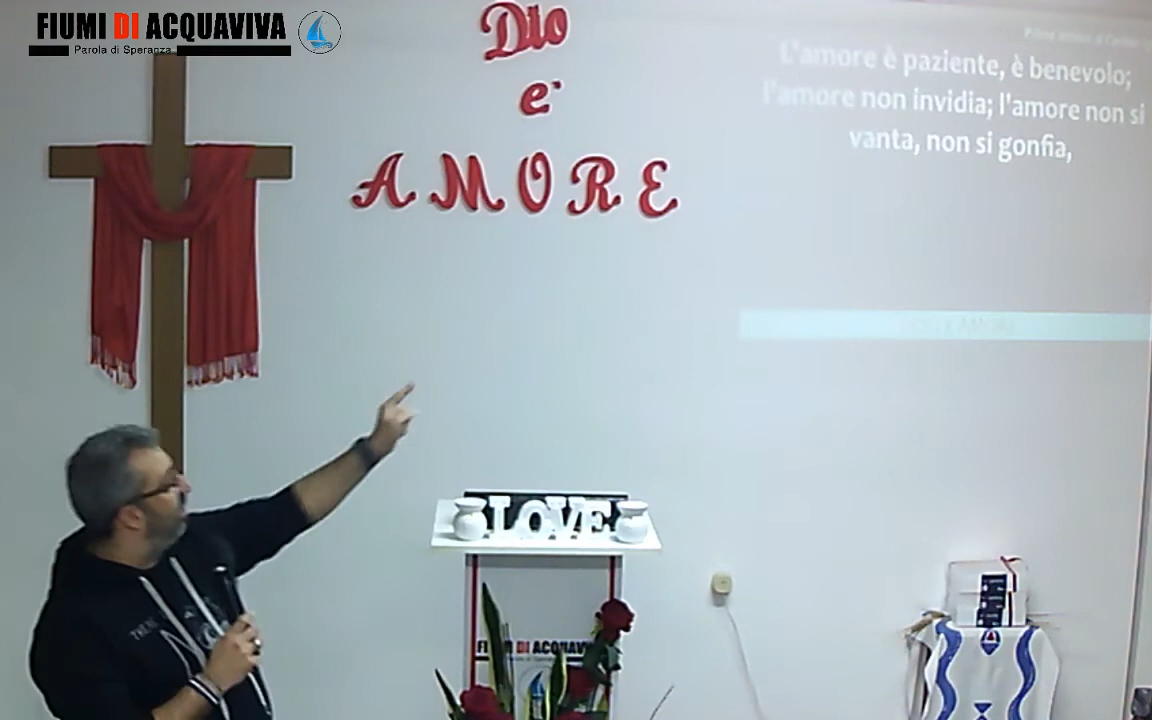 FIUMI DI ACQUAVIVA
Parola di Speranza
Dio
e'
AMORE
L'amore è paziente, è benevolo;
l'amore non invidia; l'amore non si
vanta, non si gonfia,
LOVE
FIUMI DI ACQUAVIVA